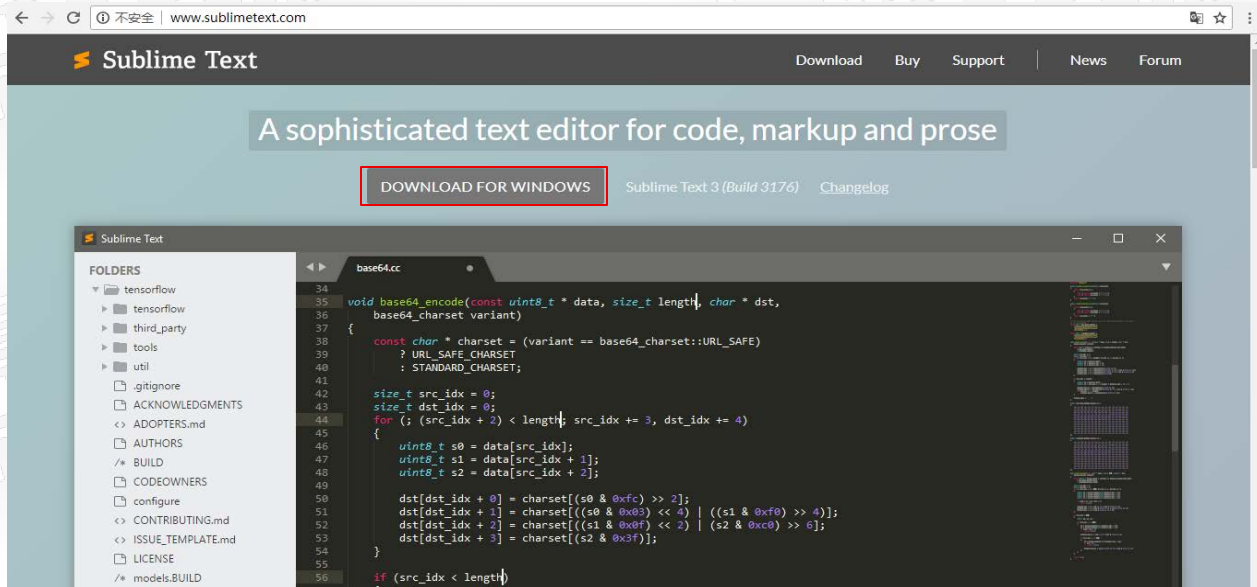 不安全 www.sublimetext.com
Sublime Text Download Buy Support News Forum
A sophisticated text editor for code, markup and prose
DOWNLOAD FOR WINDOWS Sublime Text 3 (Build 3176) Changelog
Sublime Text
FOLDERS
tensorflow
tensorflow
third_party
tools
util
.gitignore
ACKNOWLEDGMENTS
<> ADOPTERS.md
AUTHORS
/* BUILD
CODEOWNERS
configure
<> CONTRIBUTING.md
<> ISSUE_TEMPLATE.md
LICENSE
/* models.BUILD
base64.cc
34
35 void base64_encode(const uint8_t * data, size_t length, char * dst,
36     base64_charset variant)
37 {
38     const char * charset = (variant == base64_charset::URL_SAFE)
39         ? URL_SAFE_CHARSET
40         : STANDARD_CHARSET;
41
42     size_t src_idx = 0;
43     size_t dst_idx = 0;
44     for (; (src_idx + 2) < length; src_idx += 3, dst_idx += 4)
45     {
46         uint8_t s0 = data[src_idx];
47         uint8_t s1 = data[src_idx + 1];
48         uint8_t s2 = data[src_idx + 2];
49
50         dst[dst_idx + 0] = charset[(s0 & 0xfc) >> 2];
51         dst[dst_idx + 1] = charset[((s0 & 0x03) << 4) | ((s1 & 0xf0) >> 4)];
52         dst[dst_idx + 2] = charset[((s1 & 0x0f) << 2) | (s2 & 0xc0) >> 6];
53         dst[dst_idx + 3] = charset[(s2 & 0x3f)];
54     }
55
56     if (src_idx < length)